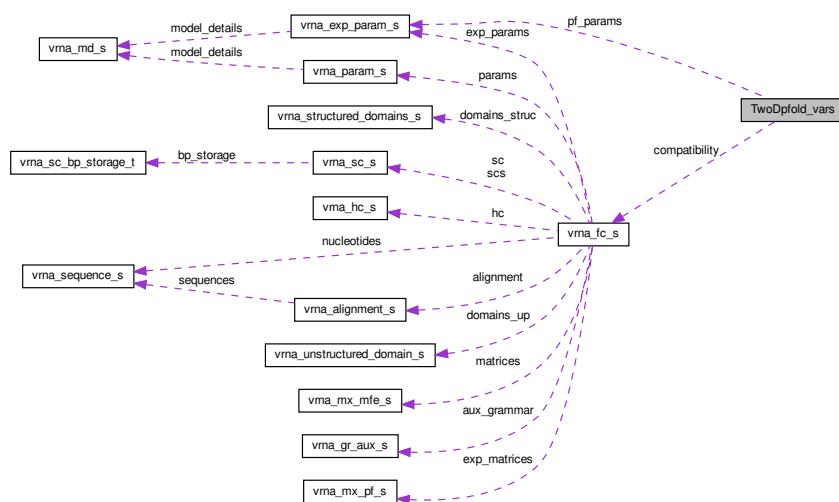 model_details
vrna_exp_param_s
pf_params
exp_params
vrna_md_s
model_details
vrna_param_s
params
TwoDpfold_vars
vrna_structured_domains_s
domains_struc
compatibility
vrna_sc_bp_storage_t
bp_storage
vrna_sc_s
sc
scs
vrna_hc_s
hc
vrna_fc_s
nucleotides
vrna_sequence_s
sequences
alignment
vrna_alignment_s
domains_up
vrna_unstructured_domain_s
matrices
vrna_mx_mfe_s
aux_grammar
vrna_gr_aux_s
exp_matrices
vrna_mx_pf_s